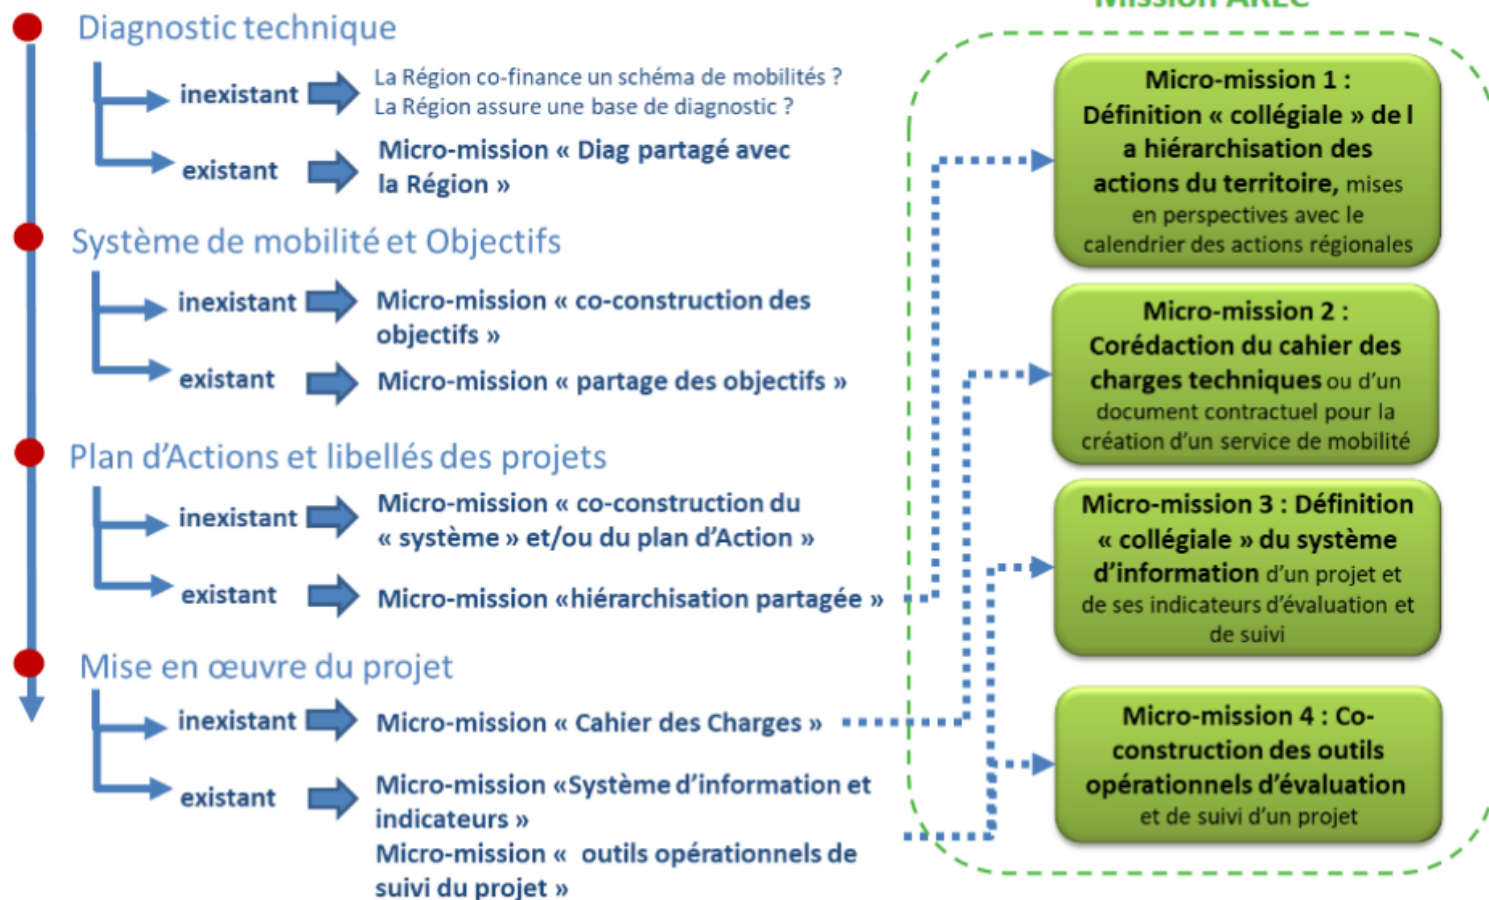 Mission AREC
Diagnostic technique
inexistant
La Région co-finance un schéma de mobilités ?
La Région assure une base de diagnostic ?
existant
Micro-mission « Diag partagé avec
la Région »
Système de mobilité et Objectifs
inexistant
Micro-mission « co-construction des
objectifs »
existant
Micro-mission « partage des objectifs »
Plan d’Actions et libellés des projets
inexistant
Micro-mission « co-construction du
« système » et/ou du plan d’Action »
existant
Micro-mission «hiérarchisation partagée »
Mise en œuvre du projet
inexistant
Micro-mission « Cahier des Charges »
existant
Micro-mission «Système d’information et
indicateurs »
Micro-mission « outils opérationnels de
suivi du projet »
Micro-mission 1 :
Définition « collégiale » de l
a hiérarchisation des
actions du territoire, mises
en perspectives avec le
calendrier des actions régionales
Micro-mission 2 :
Corédaction du cahier des
charges techniques ou d’un
document contractuel pour la
création d’un service de mobilité
Micro-mission 3 : Définition
« collégiale » du système
d’information d’un projet et
de ses indicateurs d’évaluation et
de suivi
Micro-mission 4 : Co-
construction des outils
opérationnels d’évaluation
et de suivi d’un projet